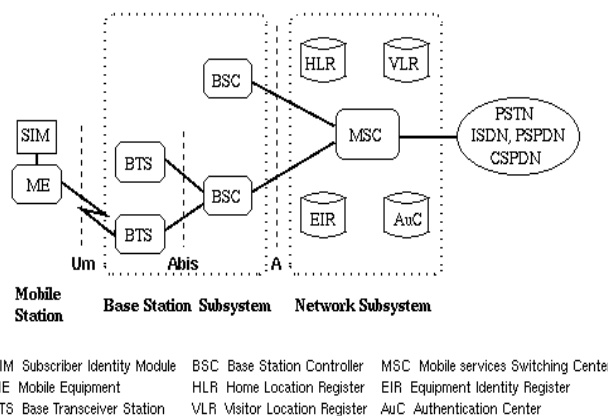 HLR VLR
BSC
PSTN
ISDN, PSPDN
CSPDN
MSC
SIM
BTS
ME
BSC
EIR AuC
BTS
Um Abis A
Mobile
Station
Base Station Subsystem Network Subsystem
IM Subscriber Identity Module BSC Base Station Controller MSC Mobile services Switching Center
ME Mobile Equipment HLR Home Location Register EIR Equipment Identity Register
TS Base Transceiver Station VLR Visitor Location Register AuC Authentication Center